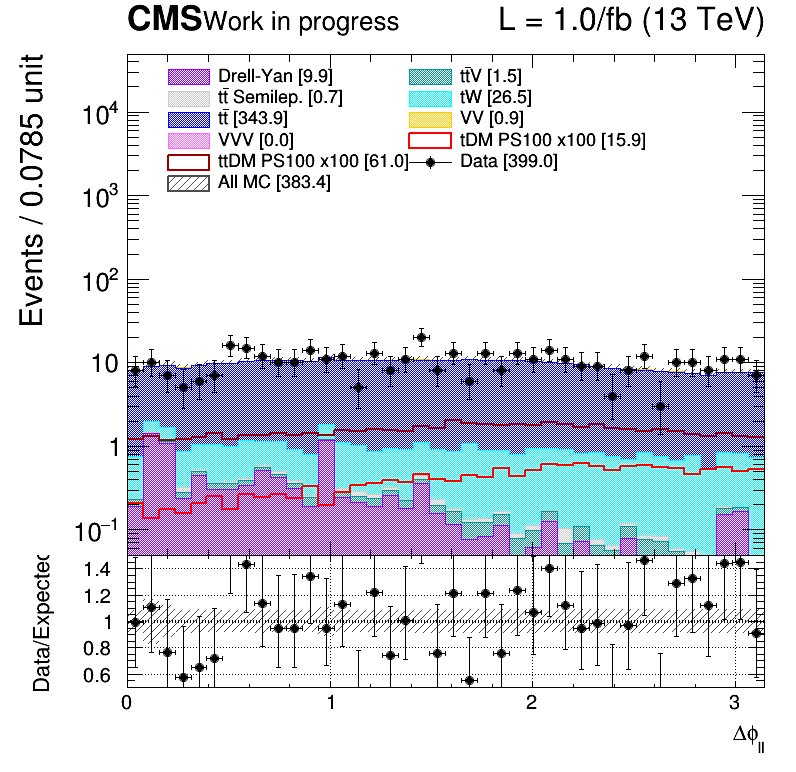 CMS Work in progress L = 1.0/fb (13 TeV)
Drell-Yan [9.9] tt̄V [1.5]
tt̄ Semilep. [0.7] tW [26.5]
tt̄ [343.9] VV [0.9]
VVV [0.0] tDM PS100 x100 [15.9]
ttDM PS100 x100 [61.0] Data [399.0]
All MC [383.4]
Events / 0.0785 unit
10⁴
10³
10²
10
1
10⁻¹
Data/Expected
1.4
1.2
1
0.8
0.6
0 1 2 3
Δϕ_ll